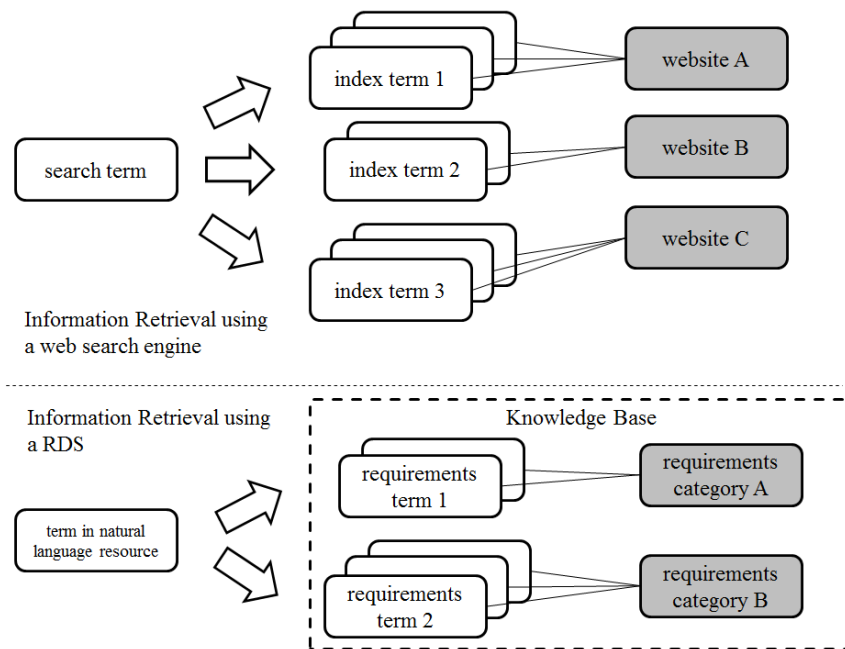 index term 1
website A
search term
index term 2
website B
index term 3
website C
Information Retrieval using
a web search engine
Information Retrieval using
a RDS
Knowledge Base
requirements
term 1
requirements
category A
term in natural
language resource
requirements
term 2
requirements
category B